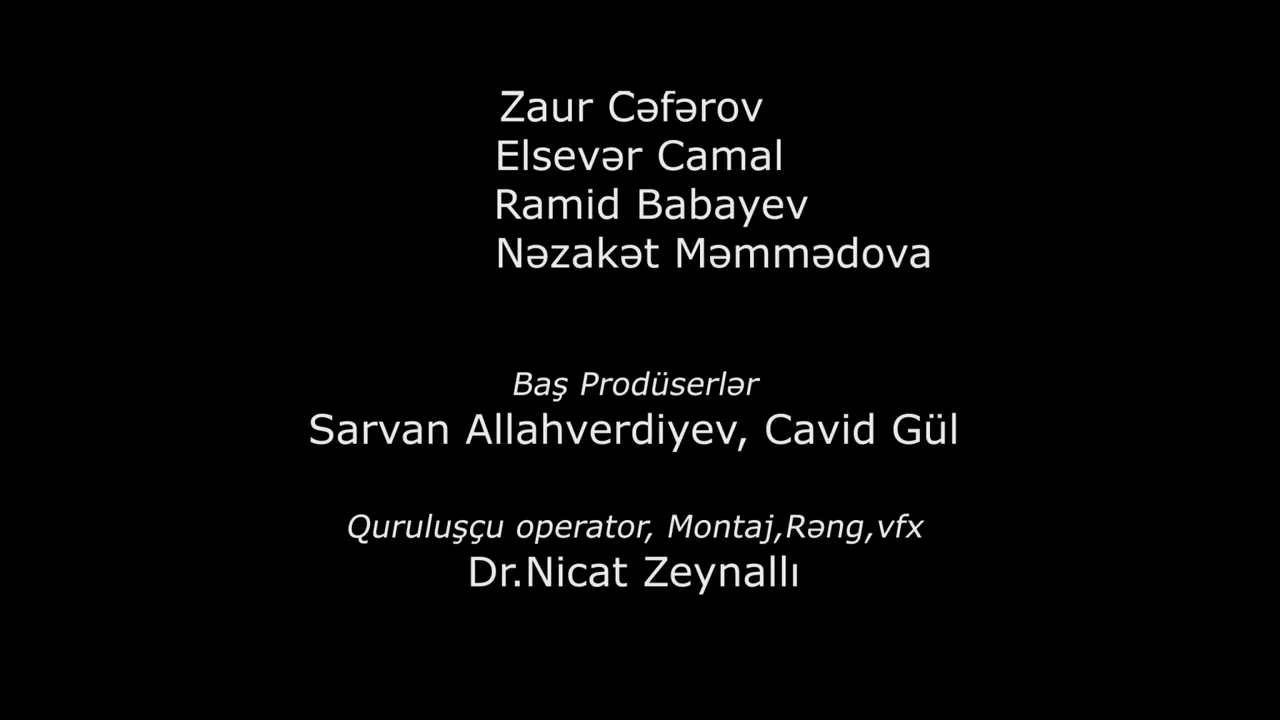 Zaur Cəfərov
Elsevər Camal
Ramid Babayev
Nəzakət Məmmədova
Baş Prodüserlər
Sarvan Allahverdiyev, Cavid Gül
Quruluşçu operator, Montaj,Rəng,vfx
Dr.Nicat Zeynallı